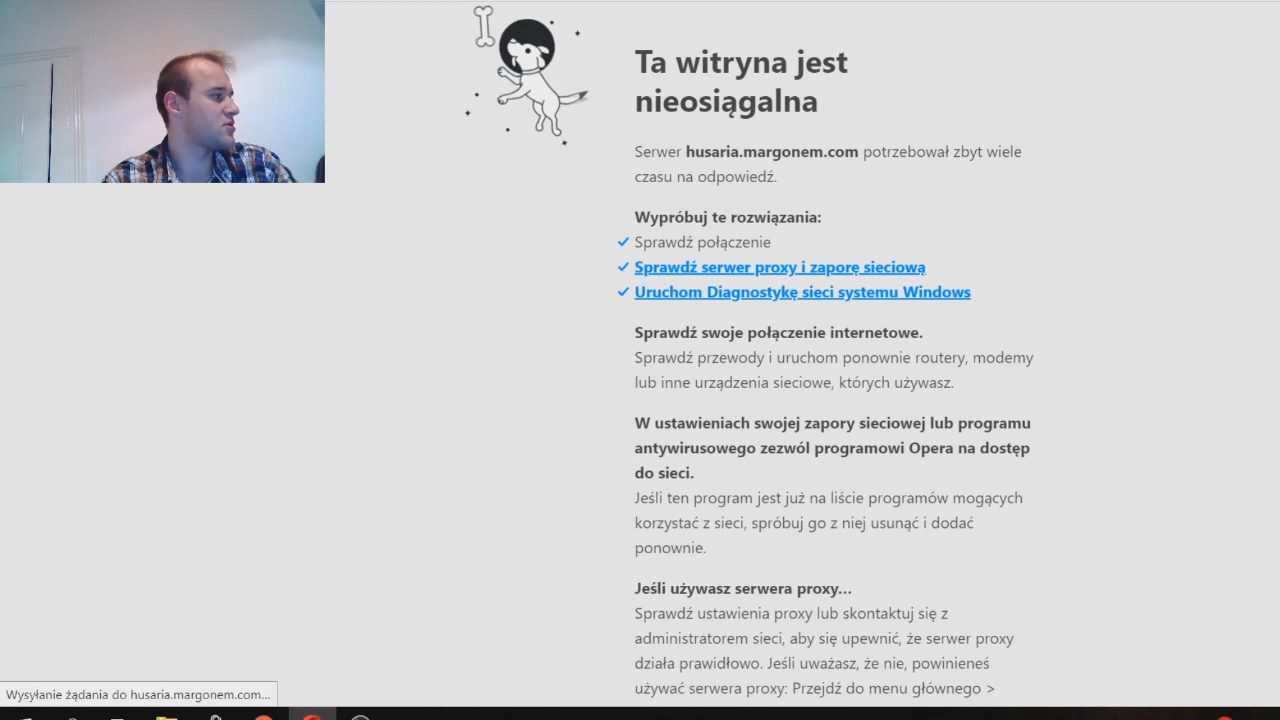 Ta witryna jest
nieosiągalna
Serwer husaria.margonem.com potrzebował zbyt wiele
czasu na odpowiedź.
Wypróbuj te rozwiązania:
Sprawdź połączenie
Sprawdź serwer proxy i zaporę sieciową
Uruchom Diagnostykę sieci systemu Windows
Sprawdź swoje połączenie internetowe.
Sprawdź przewody i uruchom ponownie routery, modemy
lub inne urządzenia sieciowe, których używasz.
W ustawieniach swojej zapory sieciowej lub programu
antywirusowego zezwól programowi Opera na dostęp
do sieci.
Jeśli ten program jest już na liście programów mogących
korzystać z sieci, spróbuj go z niej usunąć i dodać
ponownie.
Jeśli używasz serwera proxy...
Sprawdź ustawienia proxy lub skontaktuj się z
administratorem sieci, aby się upewnić, że serwer proxy
działa prawidłowo. Jeśli uważasz, że nie, powinieneś
używać serwera proxy: Przejdź do menu głównego >
Wysyłanie żądania do husaria.margonem.com...